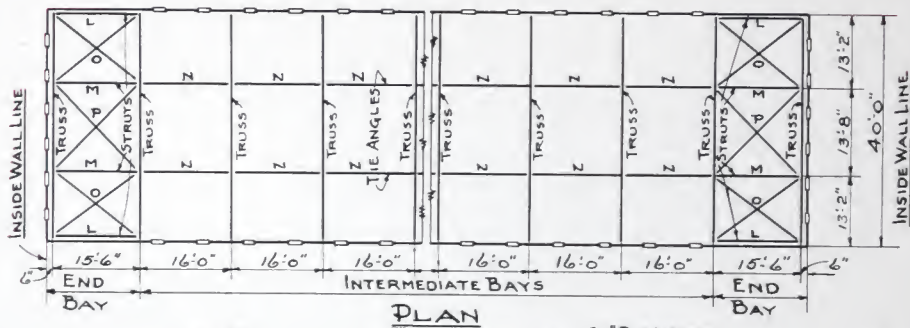 INSIDE WALL LINE
L L
O O
M N N N N N N M
P P
M N N N N N N M
O O
L L
STRUTS
TRUSS
TRUSS
TRUSS
TRUSS
TIE ANGLES
TRUSS
TRUSS
TRUSS
TRUSS
TRUSS
STRUTS
TRUSS
13'-2"
13'-8"
13'-2"
40'-0"
INSIDE WALL LINE
6" 15'-6" 16'-0" 16'-0" 16'-0" 16'-0" 16'-0" 16'-0" 15'-6" 6"
END BAY
INTERMEDIATE BAYS
END BAY
PLAN